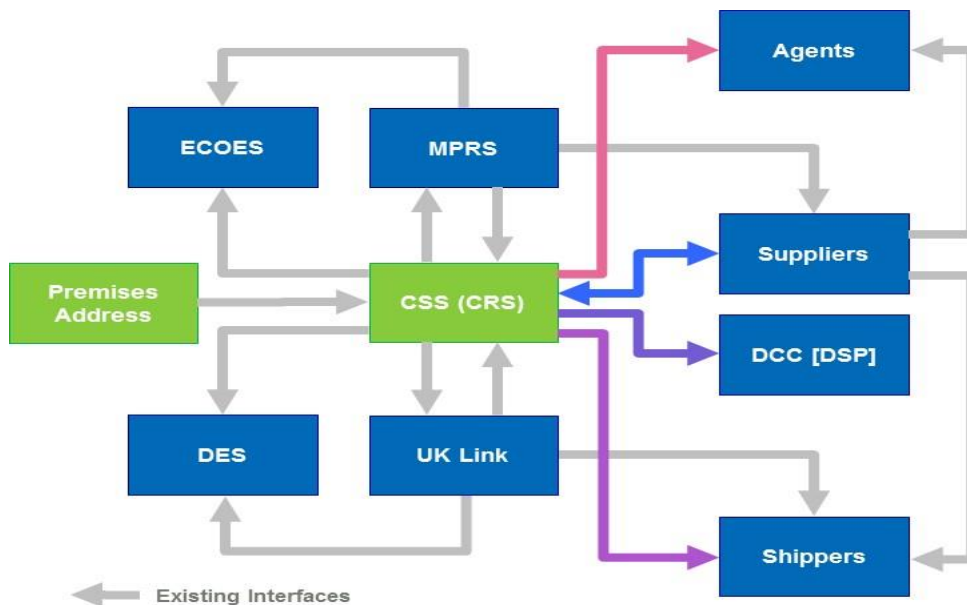 Agents
ECOES
MPRS
Suppliers
Premises
Address
CSS (CRS)
DCC [DSP]
DES
UK Link
Shippers
Existing Interfaces